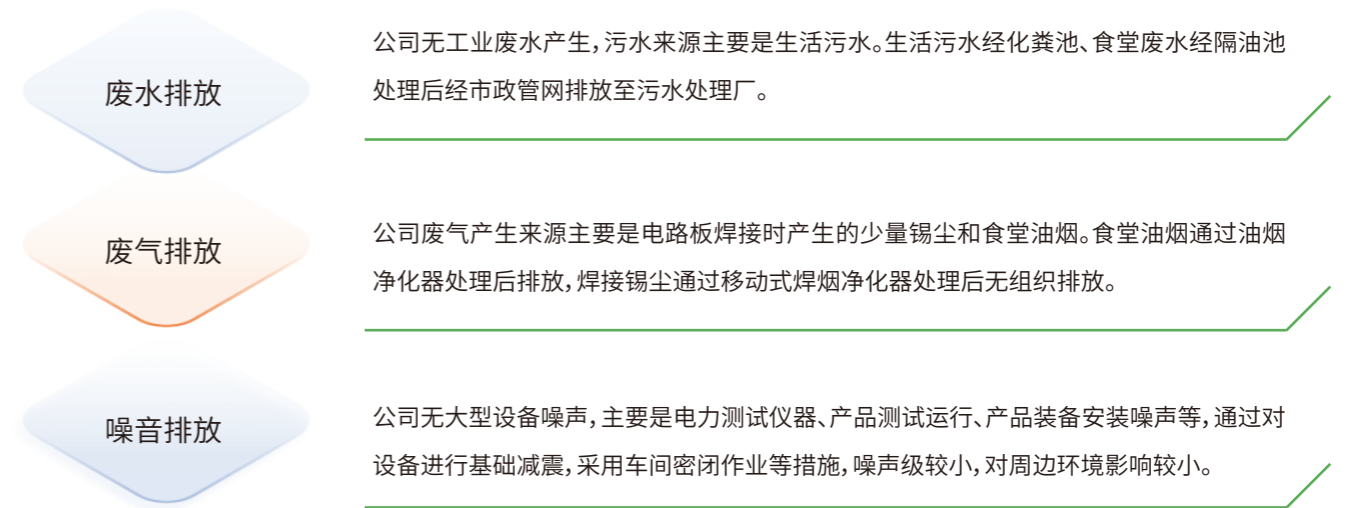 废水排放
公司无工业废水产生，污水来源主要是生活污水。生活污水经化粪池、食堂废水经隔油池
处理后经市政管网排放至污水处理厂。
废气排放
公司废气产生来源主要是电路板焊接时产生的少量锡尘和食堂油烟。食堂油烟通过油烟
净化器处理后排放，焊接锡尘通过移动式焊烟净化器处理后无组织排放。
噪音排放
公司无大型设备噪声，主要是电力测试仪器、产品测试运行、产品装备安装噪声等，通过对
设备进行基础减震，采用车间密闭作业等措施，噪声级较小，对周边环境影响较小。